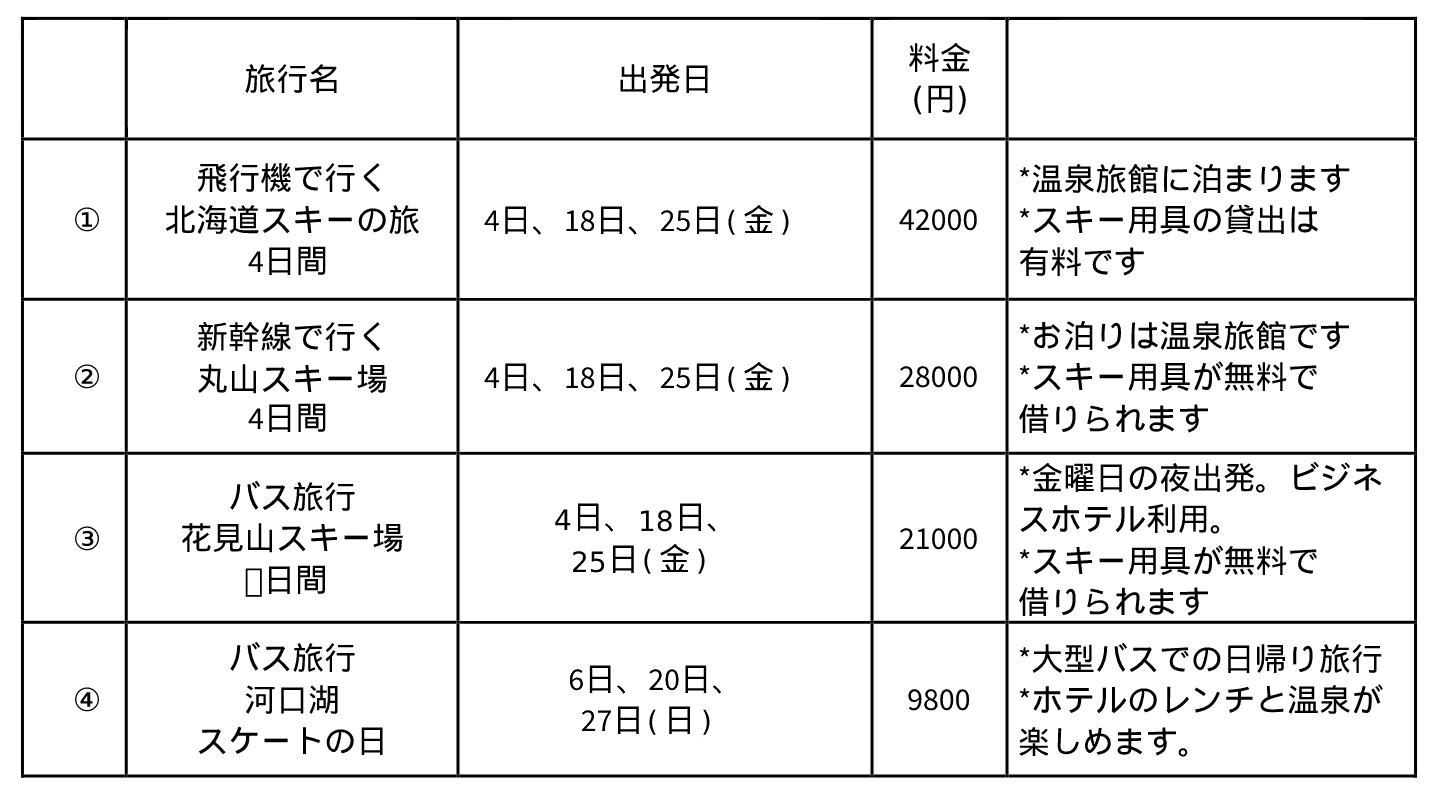 旅行名
出発日
料金
(円)
①
飛行機で行く
北海道スキーの旅
4日間
4日、18日、25日(金)
42000
*温泉旅館に泊まります
*スキー用具の貸出は
有料です
②
新幹線で行く
丸山スキー場
4日間
4日、18日、25日(金)
28000
*お泊りは温泉旅館です
*スキー用具が無料で
借りられます
③
バス旅行
花見山スキー場
▯日間
4日、18日、
25日(金)
21000
*金曜日の夜出発。ビジネ
スホテル利用。
*スキー用具が無料で
借りられます
④
バス旅行
河口湖
スケートの日
6日、20日、
27日(日)
9800
*大型バスでの日帰り旅行
*ホテルのレンチと温泉が
楽しめます。